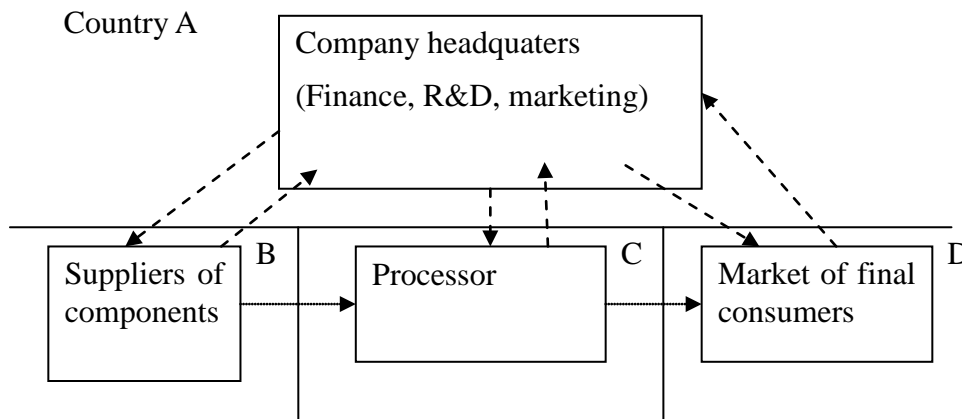 Country A
Company headquaters
(Finance, R&D, marketing)
B
Suppliers of
components
C
Processor
D
Market of final
consumers